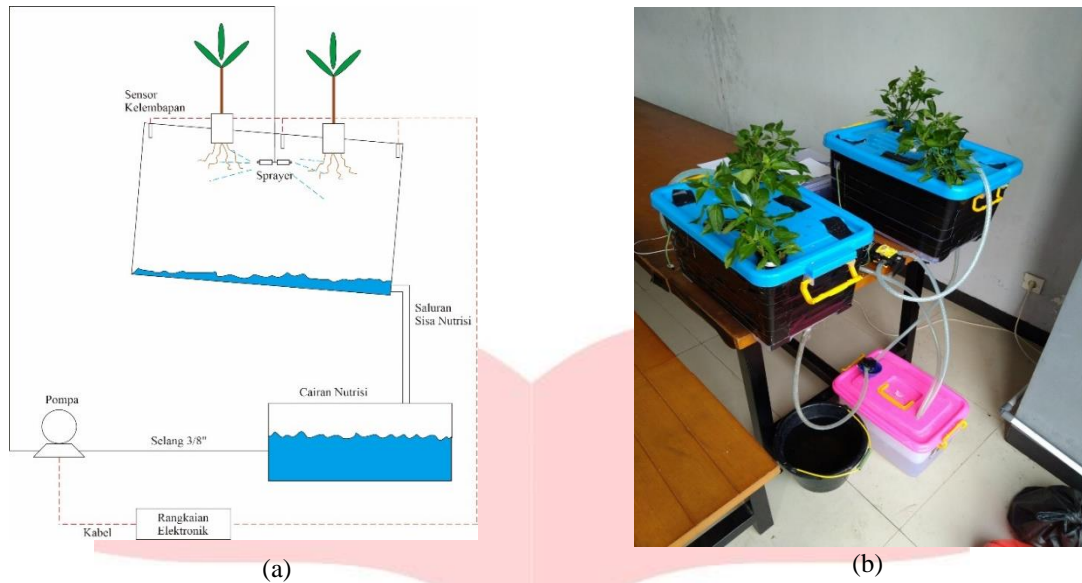 Sensor
Kelembapan
Sprayer
Saluran
Sisa Nutrisi
Cairan Nutrisi
Pompa
Selang 3/8"
Rangkaian
Elektronik
Kabel
(a)
(b)